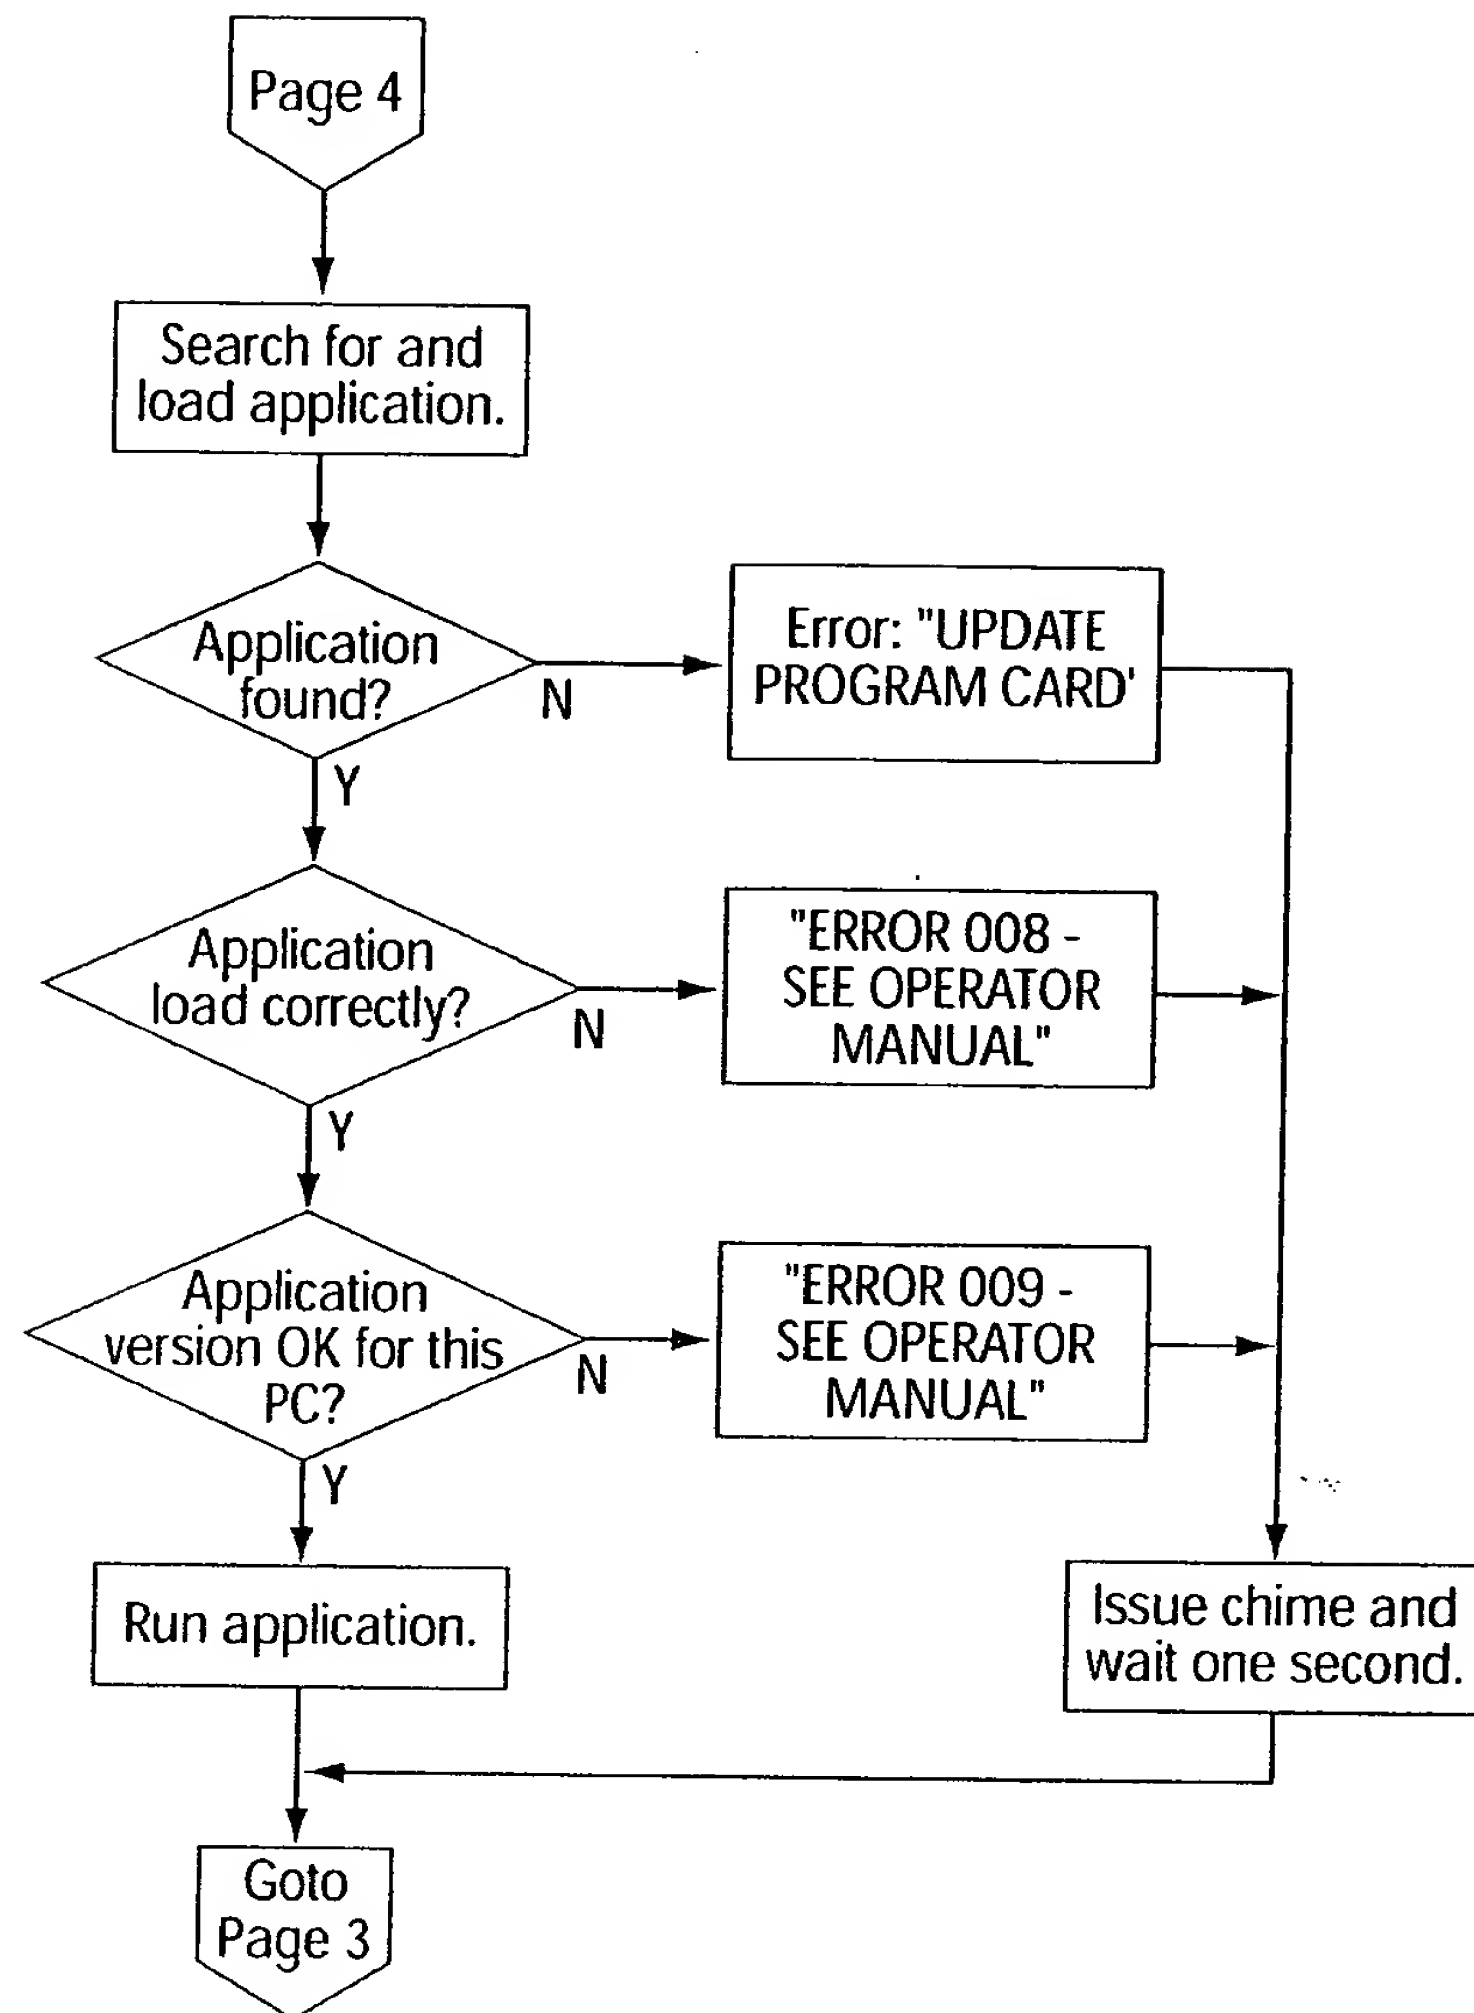 Page 4
Search for and
load application.
Application
found?
N
Y
Error: "UPDATE
PROGRAM CARD'
Application
load correctly?
N
Y
"ERROR 008 -
SEE OPERATOR
MANUAL"
Application
version OK for this
PC?
N
Y
"ERROR 009 -
SEE OPERATOR
MANUAL"
Run application.
Issue chime and
wait one second.
Goto
Page 3